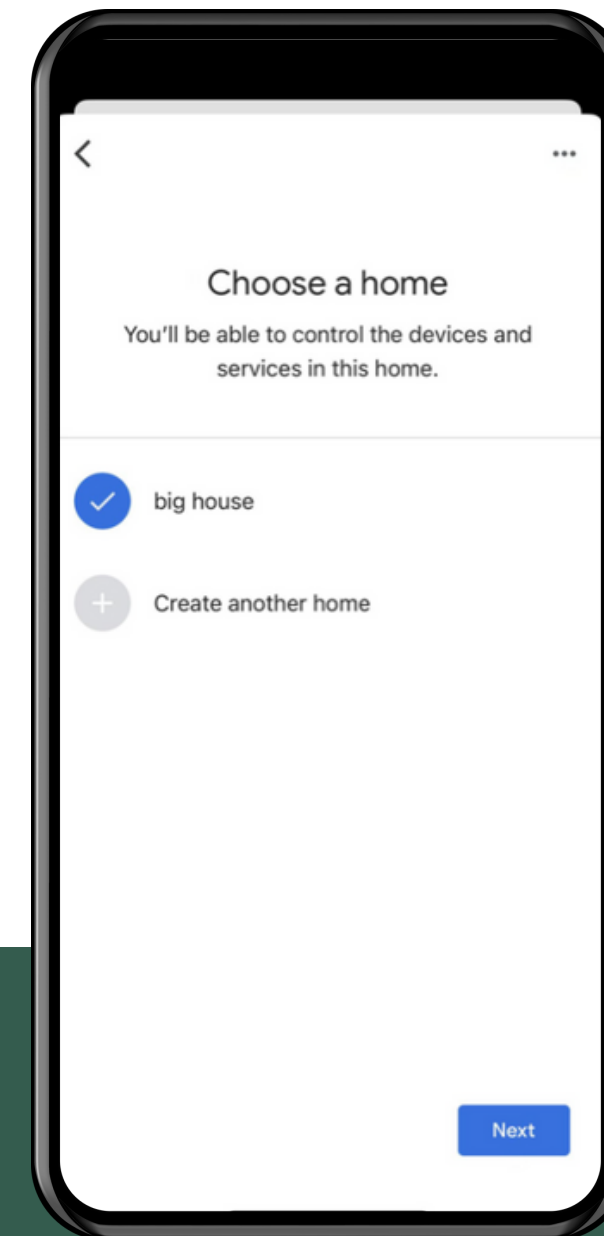 Choose a home
You'll be able to control the devices and
services in this home.
big house
Create another home
Next